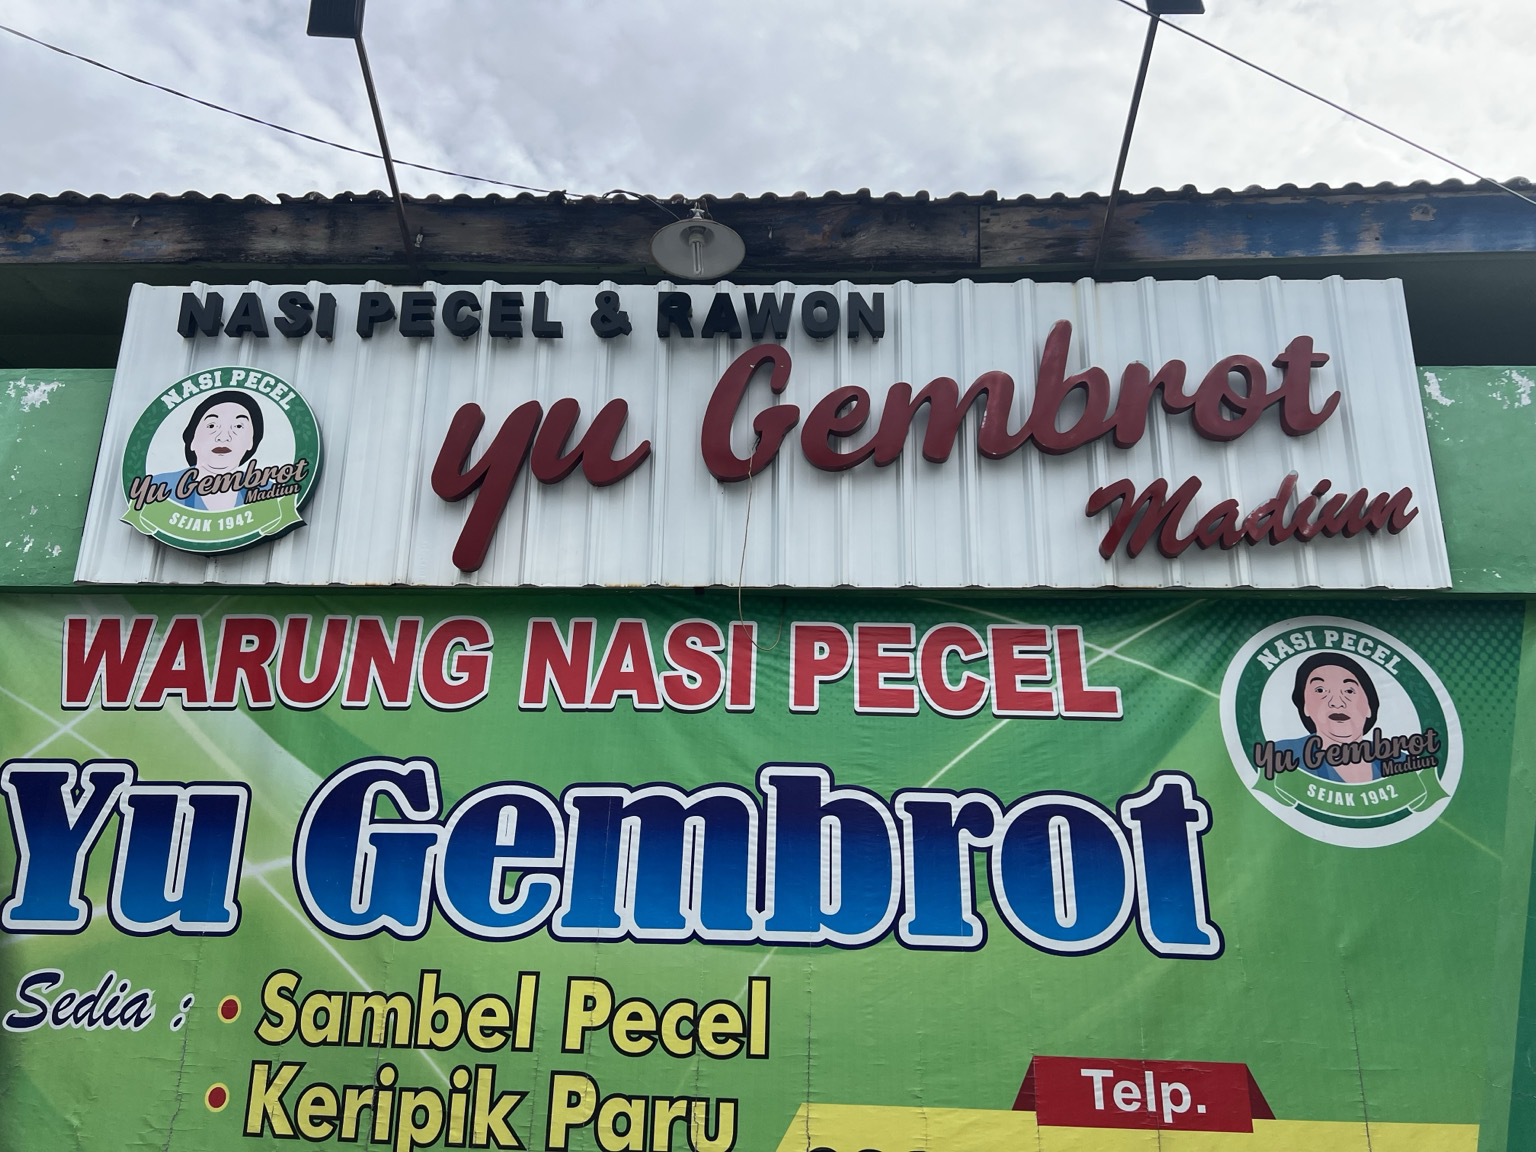 NASI PECEL & RAWON
yu Gembrot
Madiun
NASI PECEL
Yu Gembrot
Madiun
SEJAK 1942
WARUNG NASI PECEL
Yu Gembrot
NASI PECEL
Yu Gembrot
Madiun
SEJAK 1942
Sedia :
• Sambel Pecel
• Keripik Paru
Telp.